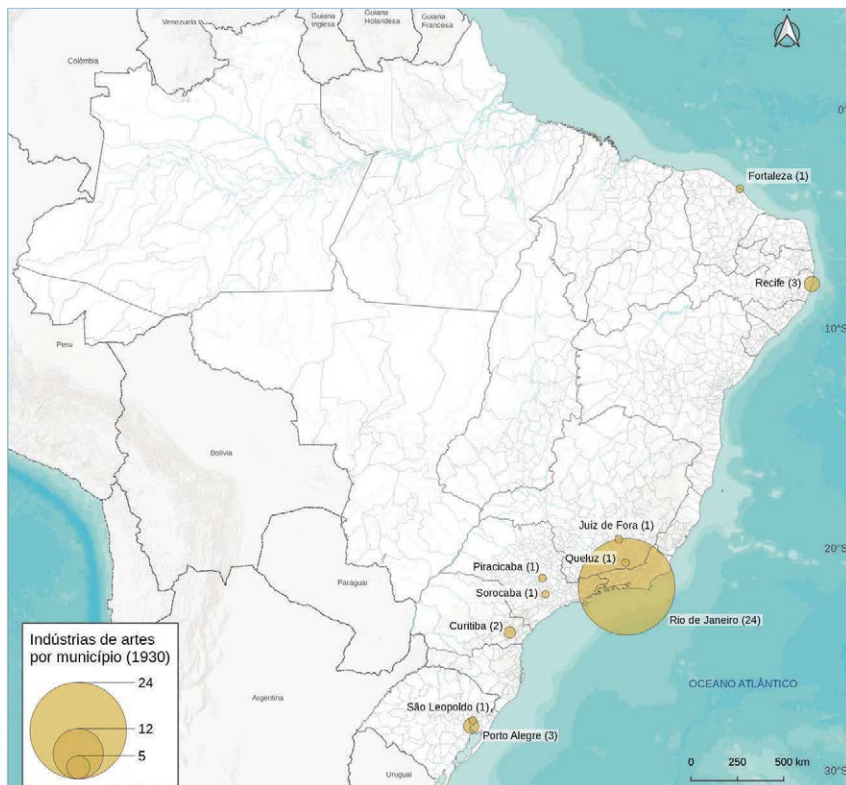 Venezuela
Guiana
Inglesa
Guiana
Holandesa
Guiana
Francesa
N
Colômbia
0°
Fortaleza (1)
Recife (3)
Peru
10°S
Bolívia
Juiz de Fora (1)
20°S
Queluz (1)
Piracicaba (1)
Paraguai
Sorocaba (1)
Rio de Janeiro (24)
Curitiba (2)
Indústrias de artes
por município (1930)
24
12
5
OCEANO ATLÂNTICO
Argentina
São Leopoldo (1)
Porto Alegre (3)
Uruguai
0 250 500 km
30°S